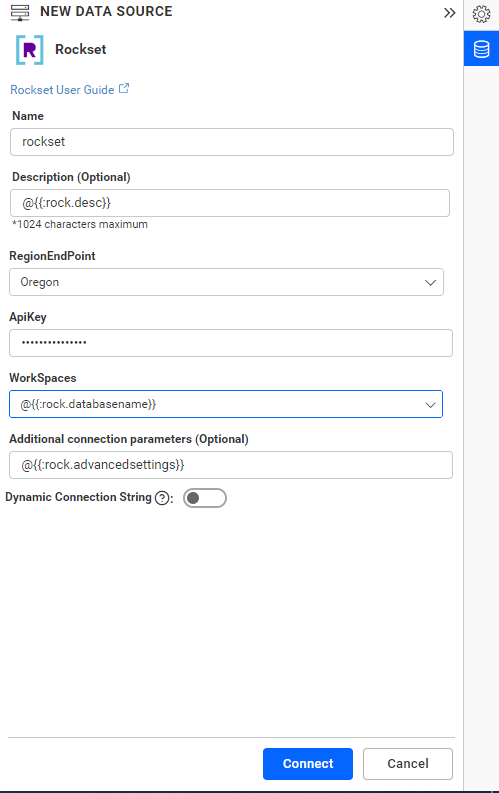 NEW DATA SOURCE
R
Rockset
Rockset User Guide
Name
rockset
Description (Optional)
@{{:rock.desc}}
*1024 characters maximum
RegionEndPoint
Oregon
ApiKey
•••••••••••••••
WorkSpaces
@{{:rock.databasename}}
Additional connection parameters (Optional)
@{{:rock.advancedsettings}}
Dynamic Connection String ? :
Connect Cancel